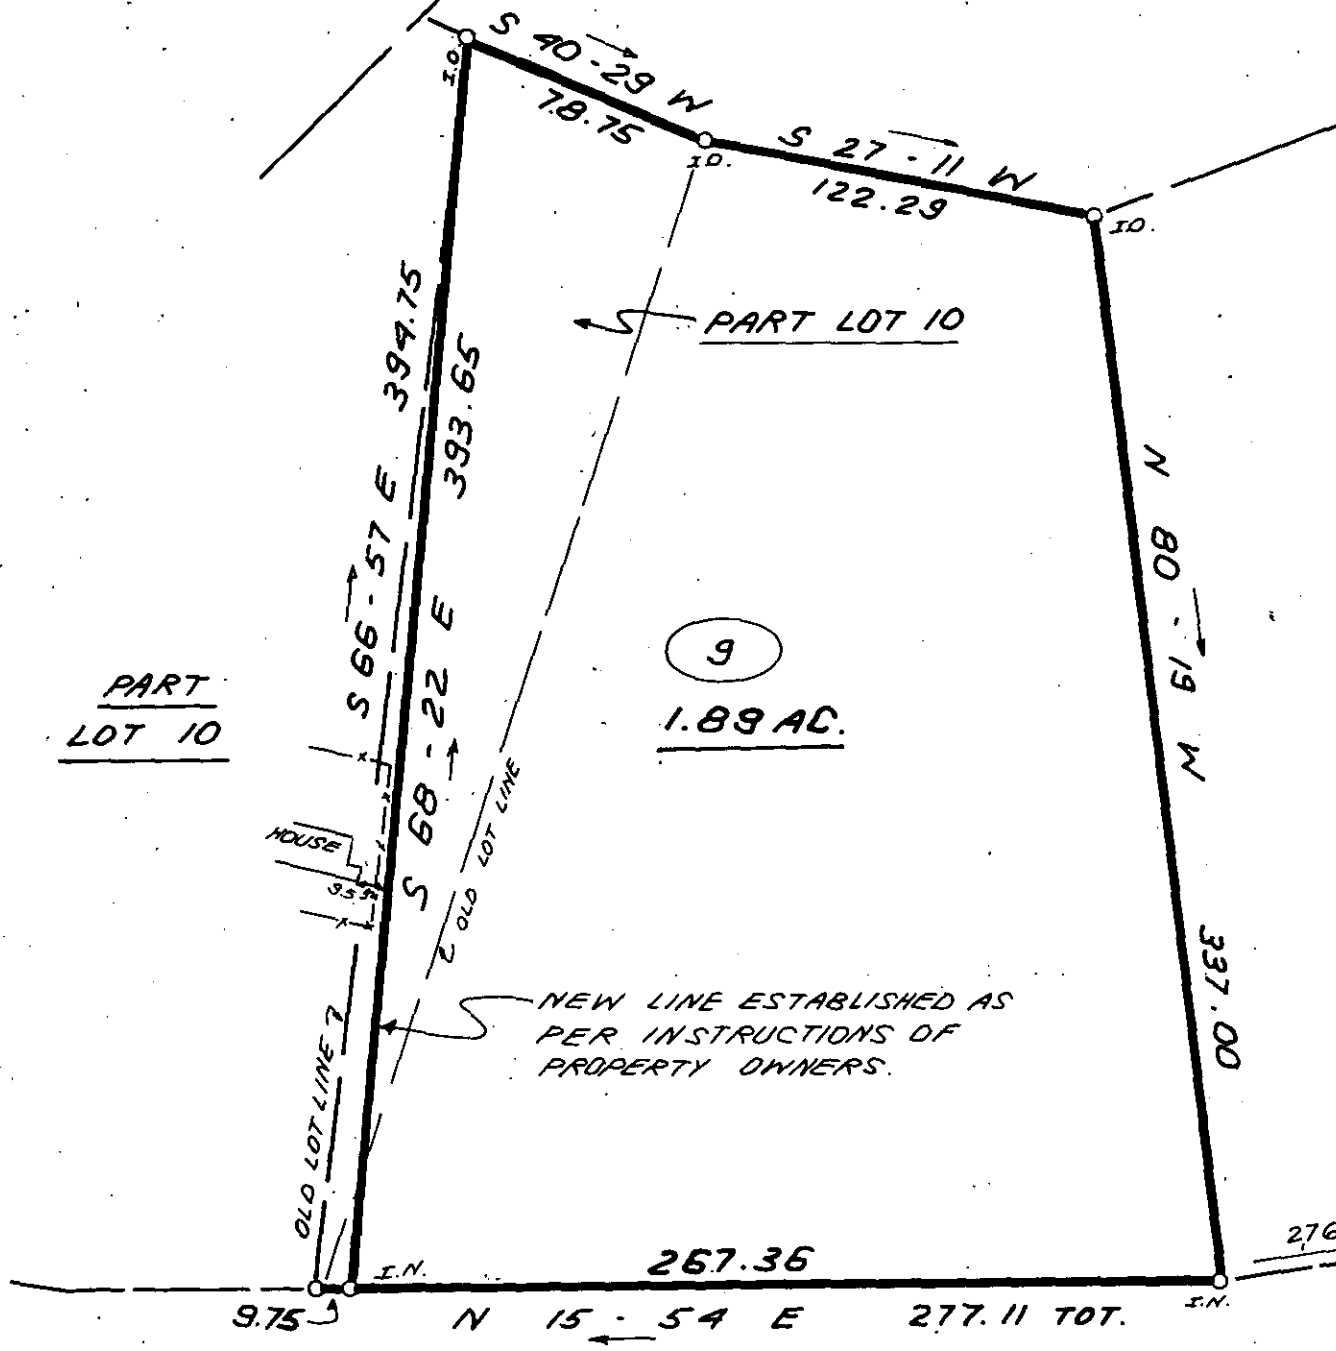 S 40-29 W
78.75
I.O.
I.O.
S 27-11 W
122.29
I.O.
PART LOT 10
S 66-57 E 394.75
S 68-22 E 393.65
N 80-19 W 337.00
9
1.89 AC.
PART
LOT 10
HOUSE
OLD LOT LINE
NEW LINE ESTABLISHED AS
PER INSTRUCTIONS OF
PROPERTY OWNERS.
OLD LOT LINE
I.N.
267.36
276
I.N.
9.75
N 15-54 E 277.11 TOT.